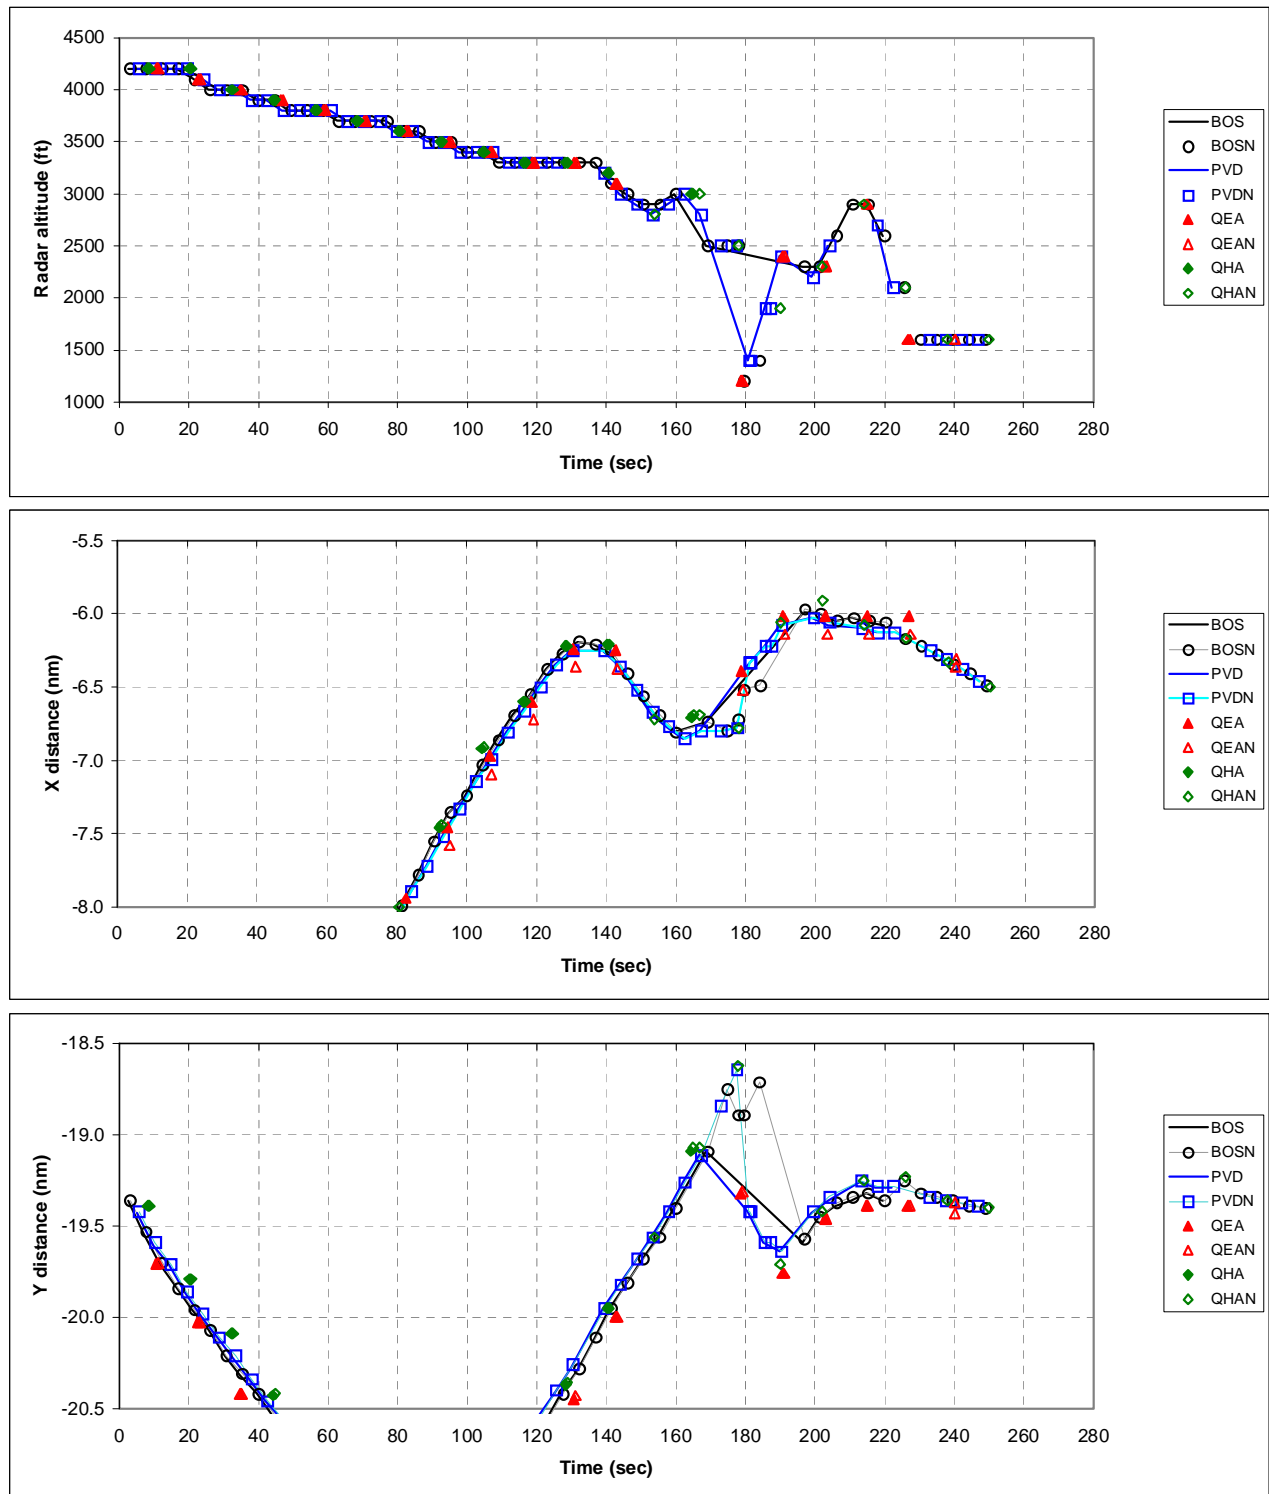 4500
4000
3500
3000
2500
2000
1500
1000
Radar altitude (ft)
0 20 40 60 80 100 120 140 160 180 200 220 240 260 280
Time (sec)
BOS
BOSN
PVD
PVDN
QEA
QEAN
QHA
QHAN
-5.5
-6.0
-6.5
-7.0
-7.5
-8.0
X distance (nm)
0 20 40 60 80 100 120 140 160 180 200 220 240 260 280
Time (sec)
BOS
BOSN
PVD
PVDN
QEA
QEAN
QHA
QHAN
-18.5
-19.0
-19.5
-20.0
-20.5
Y distance (nm)
0 20 40 60 80 100 120 140 160 180 200 220 240 260 280
Time (sec)
BOS
BOSN
PVD
PVDN
QEA
QEAN
QHA
QHAN